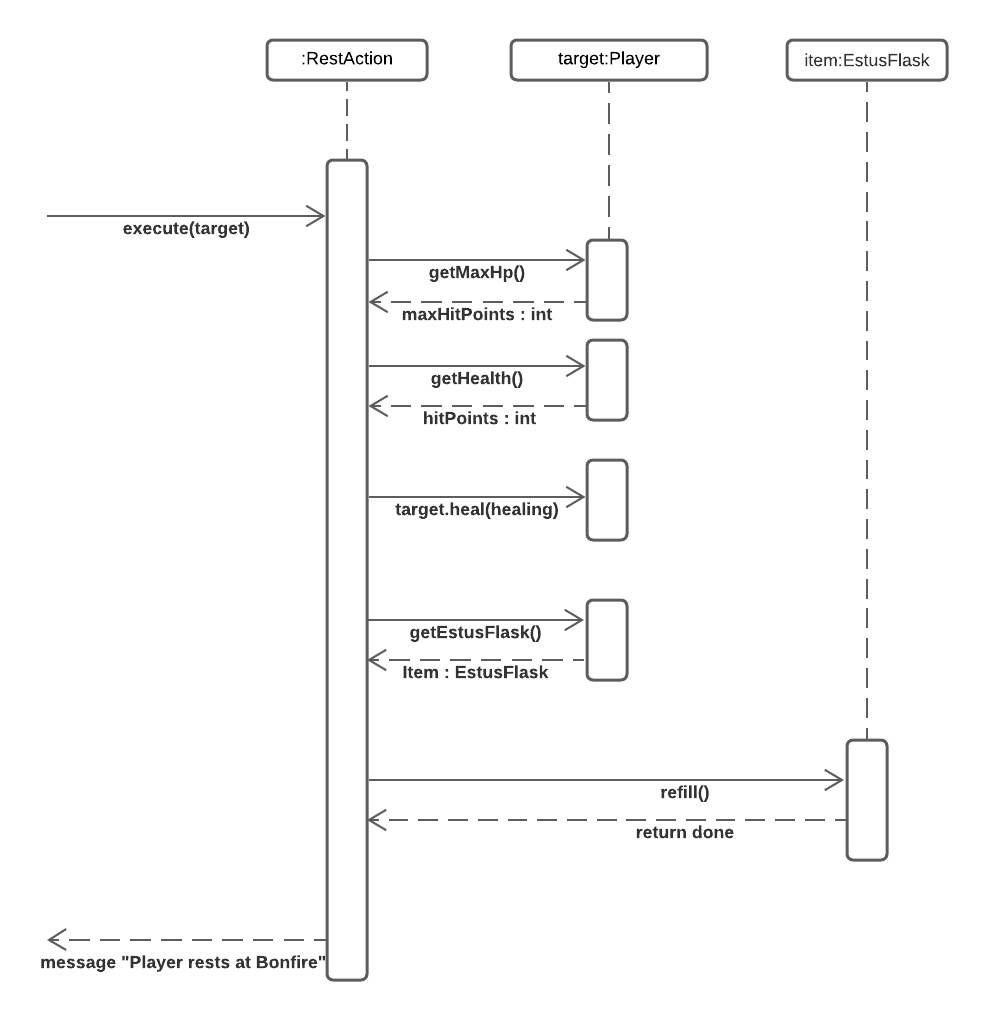 :RestAction
target:Player
item:EstusFlask
execute(target)
getMaxHp()
maxHitPoints : int
getHealth()
hitPoints : int
target.heal(healing)
getEstusFlask()
Item : EstusFlask
refill()
return done
message "Player rests at Bonfire"